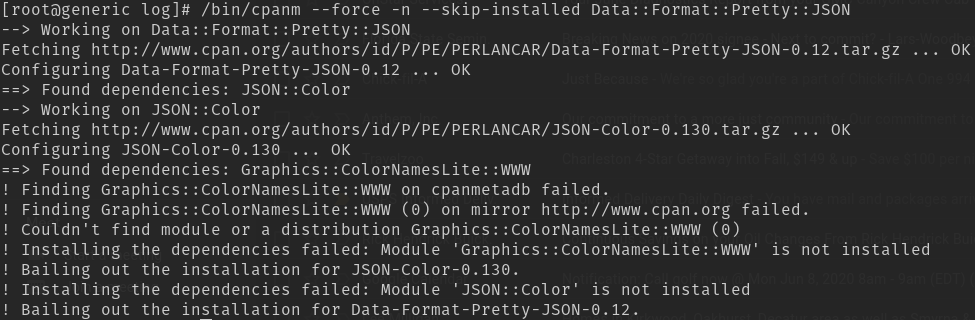 [root@generic log]# /bin/cpanm --force -n --skip-installed Data::Format::Pretty::JSON
--> Working on Data::Format::Pretty::JSON
Fetching http://www.cpan.org/authors/id/P/PE/PERLANCAR/Data-Format-Pretty-JSON-0.12.tar.gz ... OK
Configuring Data-Format-Pretty-JSON-0.12 ... OK
==> Found dependencies: JSON::Color
--> Working on JSON::Color
Fetching http://www.cpan.org/authors/id/P/PE/PERLANCAR/JSON-Color-0.130.tar.gz ... OK
Configuring JSON-Color-0.130 ... OK
==> Found dependencies: Graphics::ColorNamesLite::WWW
! Finding Graphics::ColorNamesLite::WWW on cpanmetadb failed.
! Finding Graphics::ColorNamesLite::WWW (0) on mirror http://www.cpan.org failed.
! Couldn't find module or a distribution Graphics::ColorNamesLite::WWW (0)
! Installing the dependencies failed: Module 'Graphics::ColorNamesLite::WWW' is not installed
! Bailing out the installation for JSON-Color-0.130.
! Installing the dependencies failed: Module 'JSON::Color' is not installed
! Bailing out the installation for Data-Format-Pretty-JSON-0.12.